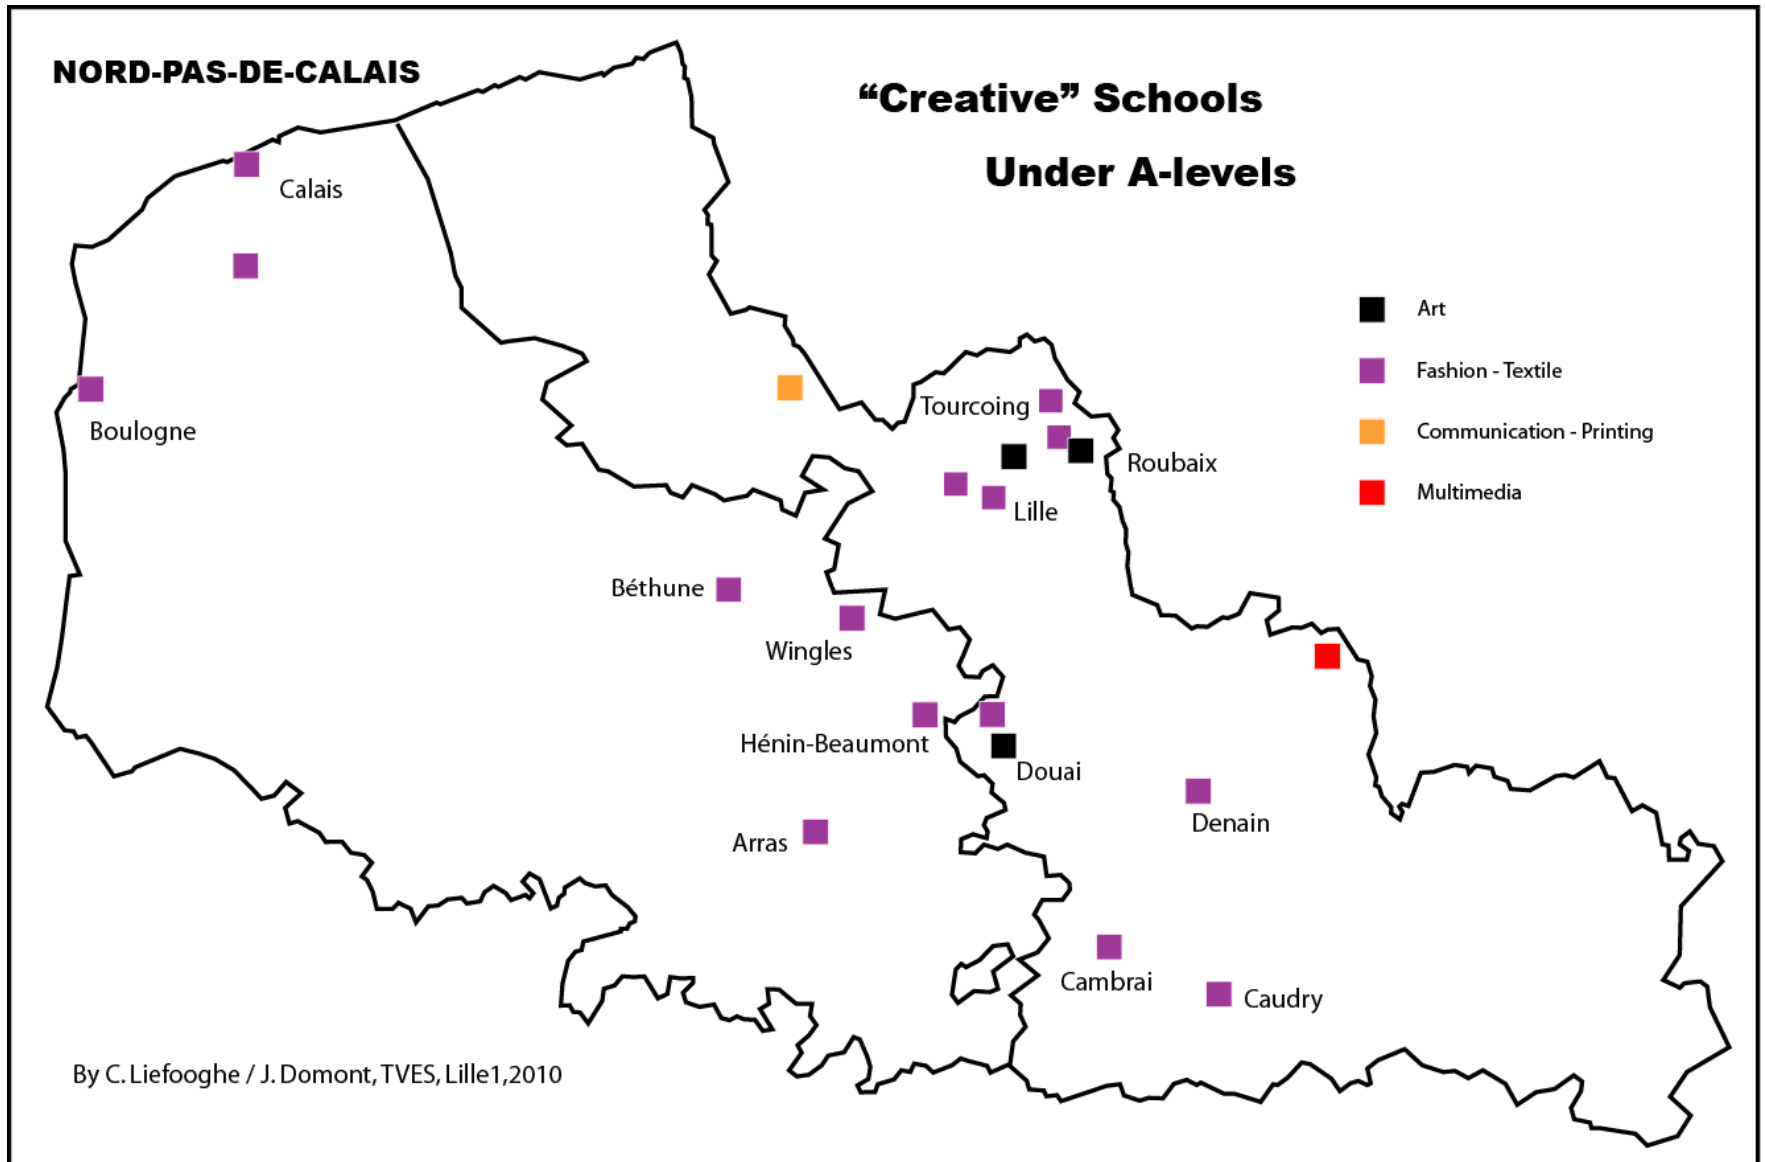 NORD-PAS-DE-CALAIS
“Creative” Schools
Under A-levels
Calais
Boulogne
Art
Fashion - Textile
Communication - Printing
Multimedia
Tourcoing
Roubaix
Lille
Béthune
Wingles
Hénin-Beaumont
Douai
Denain
Arras
Cambrai
Caudry
By C. Liefooghe / J. Domont, TVES, Lille1,2010